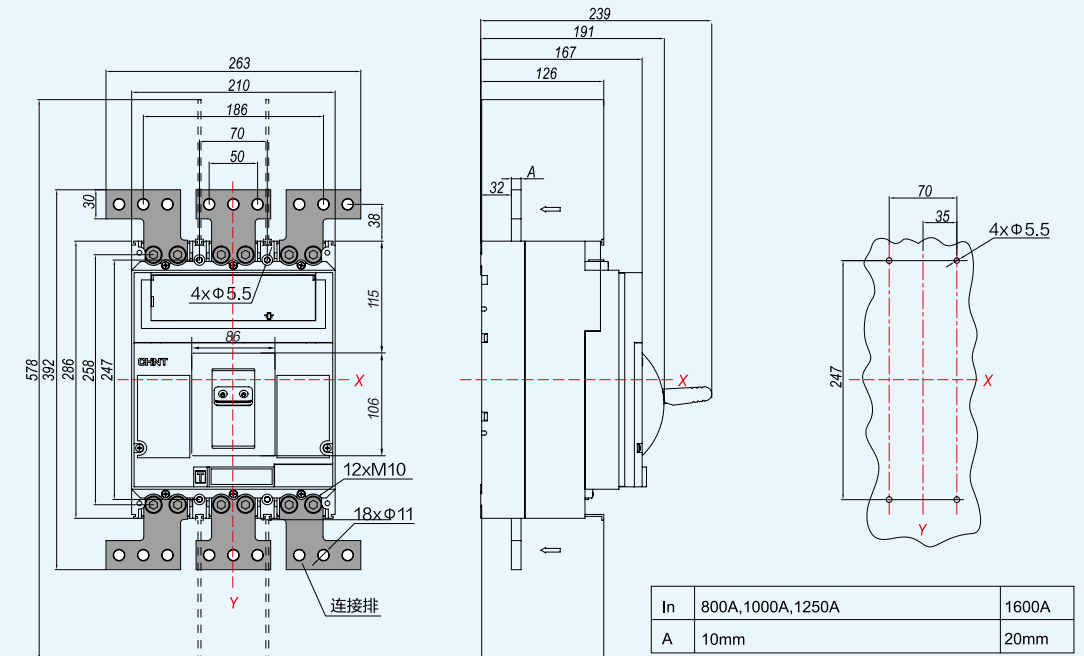 239
191
167
126
263
210
186
70
50
A
32
30
38
70
35
4xΦ5.5
4xΦ5.5
115
86
CHNT
578
392
286
258
247
X
X
247
X
106
12xM10
18xΦ11
Y
Y
连接排
In 800A,1000A,1250A 1600A
A 10mm 20mm